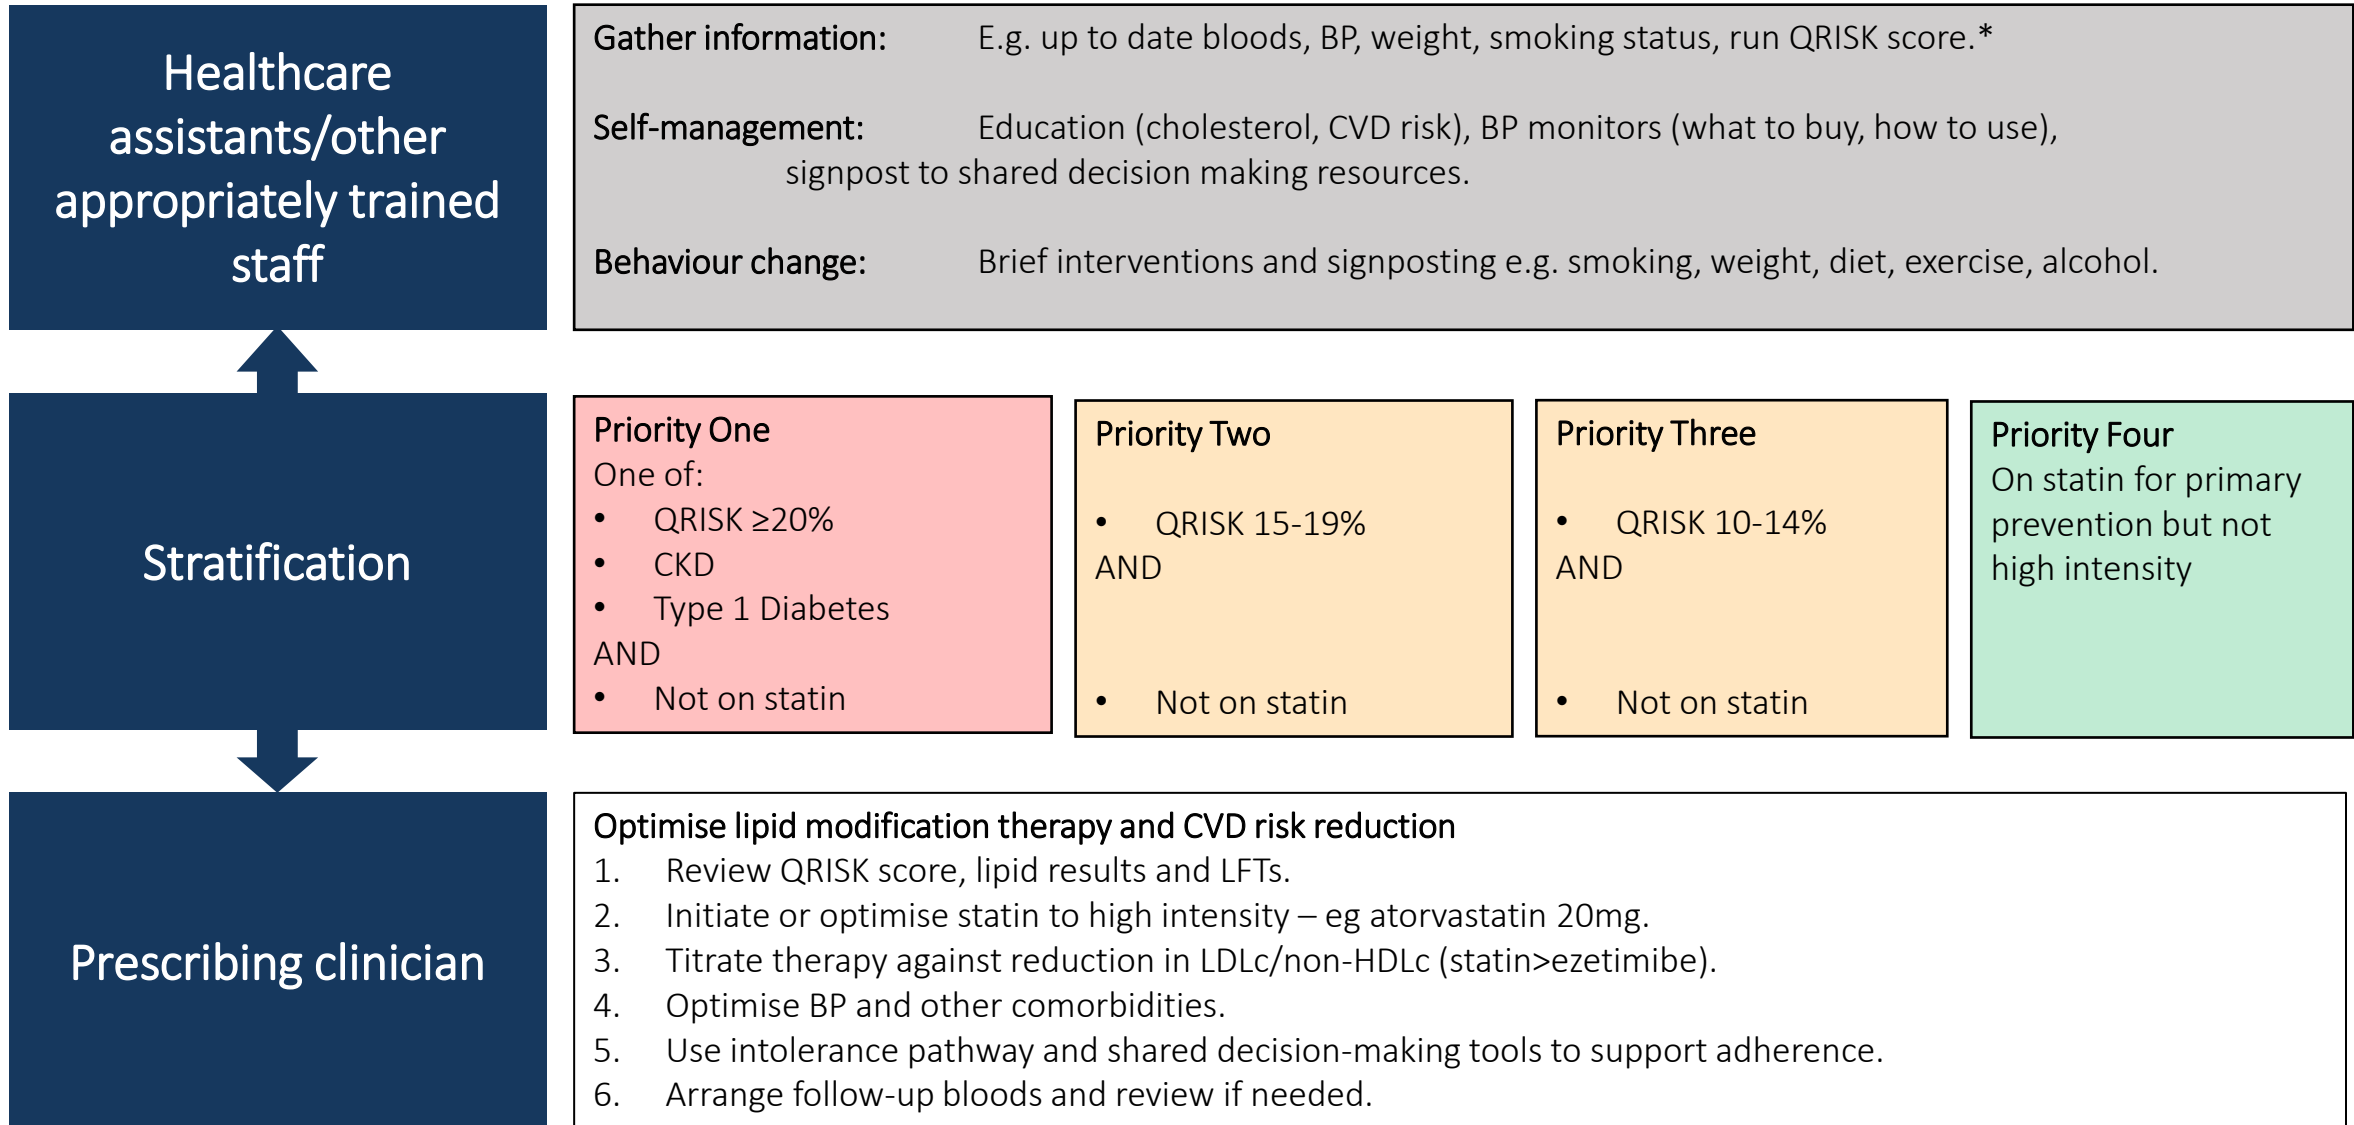 Healthcare
assistants/other
appropriately trained
staff
Gather information: E.g. up to date bloods, BP, weight, smoking status, run QRISK score.*
Self-management: Education (cholesterol, CVD risk), BP monitors (what to buy, how to use),
signpost to shared decision making resources.
Behaviour change: Brief interventions and signposting e.g. smoking, weight, diet, exercise, alcohol.
Stratification
Priority One
One of:
• QRISK ≥20%
• CKD
• Type 1 Diabetes
AND
• Not on statin
Priority Two
• QRISK 15-19%
AND
• Not on statin
Priority Three
• QRISK 10-14%
AND
• Not on statin
Priority Four
On statin for primary
prevention but not
high intensity
Prescribing clinician
Optimise lipid modification therapy and CVD risk reduction
1. Review QRISK score, lipid results and LFTs.
2. Initiate or optimise statin to high intensity – eg atorvastatin 20mg.
3. Titrate therapy against reduction in LDLc/non-HDLc (statin>ezetimibe).
4. Optimise BP and other comorbidities.
5. Use intolerance pathway and shared decision-making tools to support adherence.
6. Arrange follow-up bloods and review if needed.